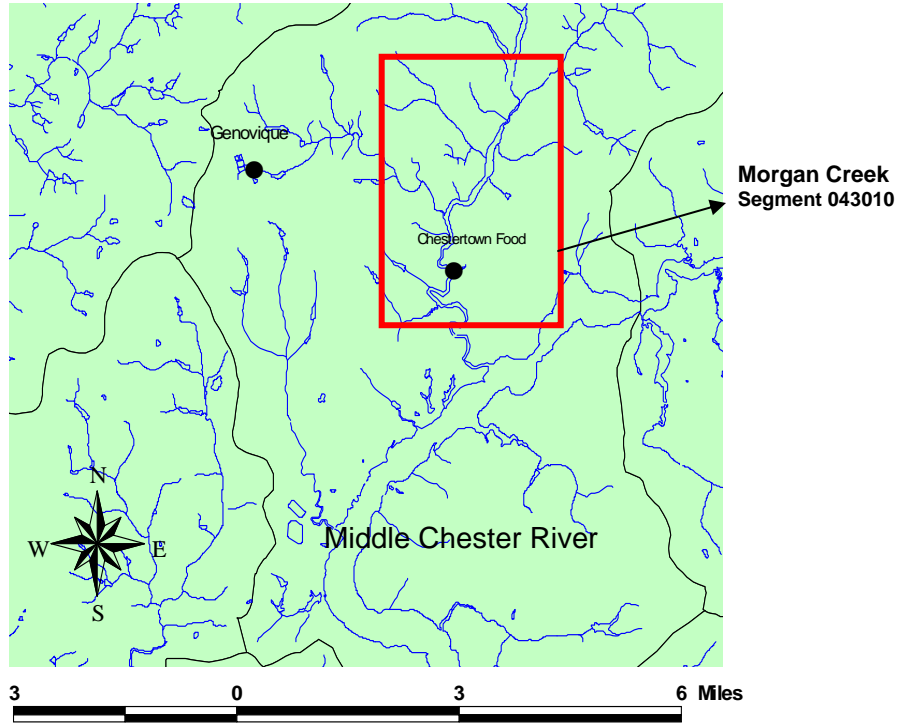 Genovique
Morgan Creek
Segment 043010
Chestertown Food
N
W E
S
Middle Chester River
3 0 3 6 Miles